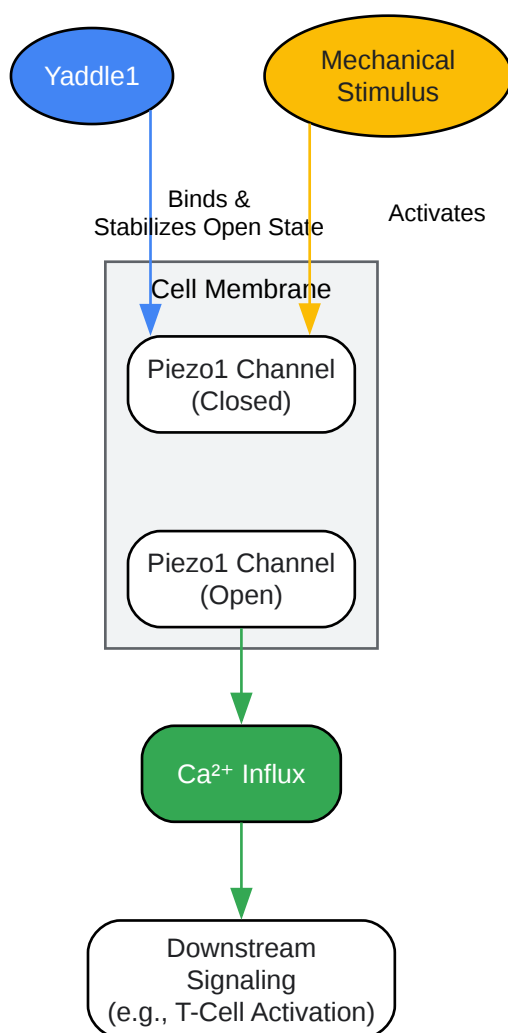 Yaddle1
Mechanical
Stimulus
Binds &
Stabilizes Open State
Activates
Cell Membrane
Piezo1 Channel
(Closed)
Piezo1 Channel
(Open)
Ca²⁺ Influx
Downstream
Signaling
(e.g., T-Cell Activation)